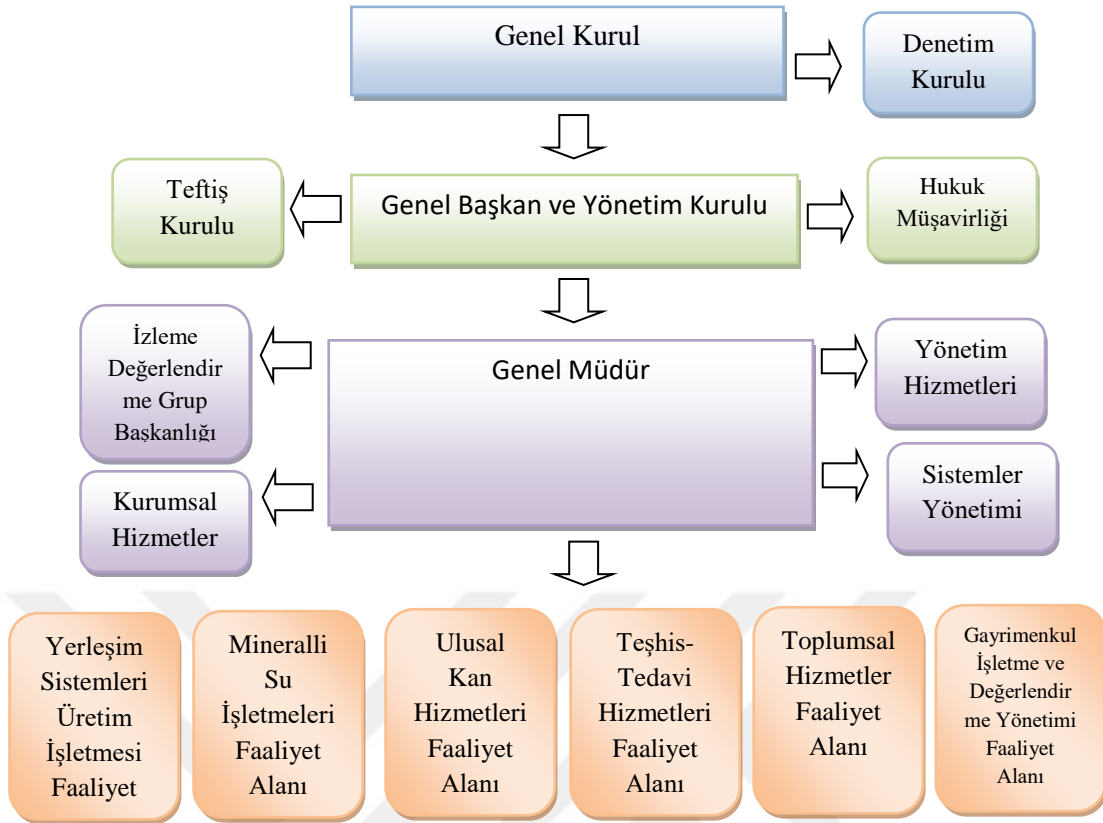 Genel Kurul
Denetim
Kurulu
Teftiş
Kurulu
Genel Başkan ve Yönetim Kurulu
Hukuk
Müşavirliği
İzleme
Değerlendir
me Grup
Başkanlığı
Genel Müdür
Yönetim
Hizmetleri
Kurumsal
Hizmetler
Sistemler
Yönetimi
Yerleşim
Sistemleri
Üretim
İşletmesi
Faaliyet
Mineralli
Su
İşletmeleri
Faaliyet
Alanı
Ulusal
Kan
Hizmetleri
Faaliyet
Alanı
Teşhis-
Tedavi
Hizmetleri
Faaliyet
Alanı
Toplumsal
Hizmetler
Faaliyet
Alanı
Gayrimenkul
İşletme ve
Değerlendir
me Yönetimi
Faaliyet
Alanı